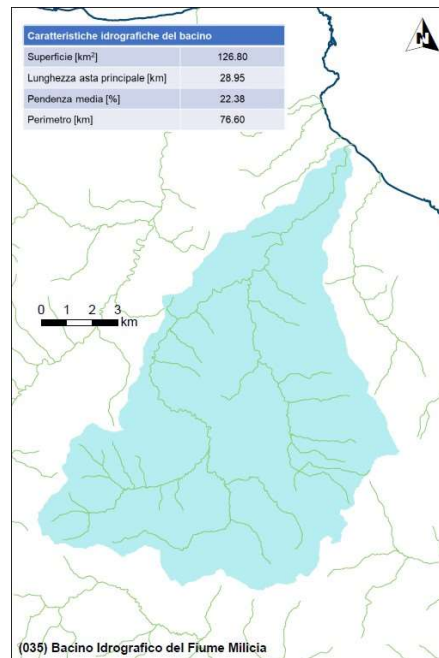 Caratteristiche idrografiche del bacino
Superficie [km²] 126.80
Lunghezza asta principale [km] 28.95
Pendenza media [%] 22.38
Perimetro [km] 76.60
N
0 1 2 3
km
(035) Bacino Idrografico del Fiume Milicia